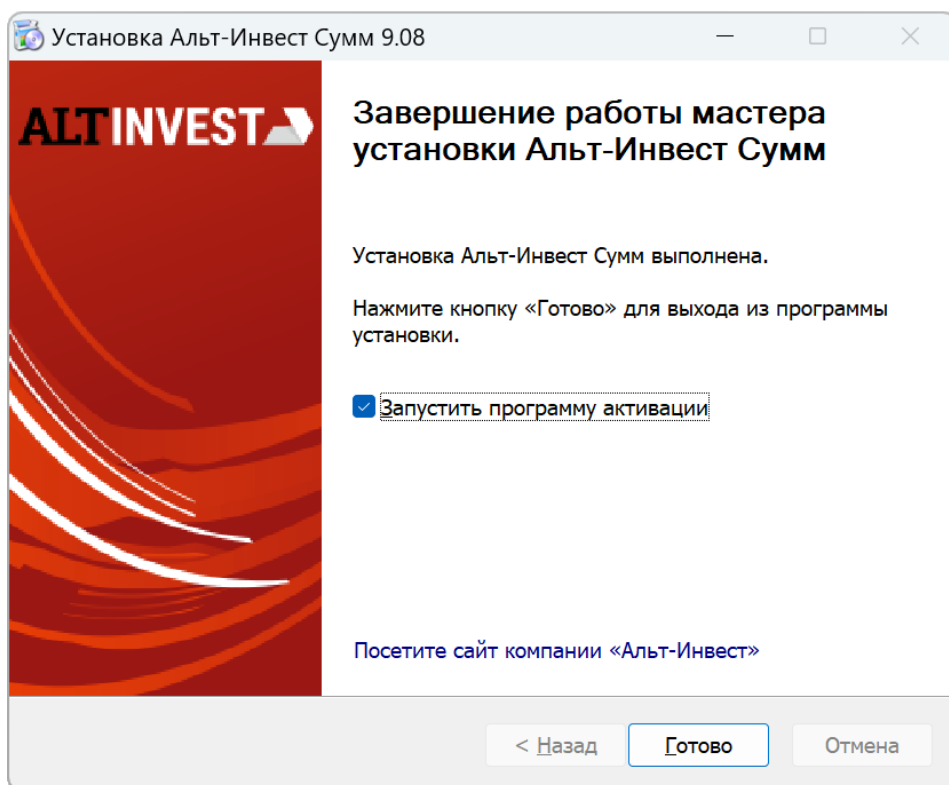 Установка Альт-Инвест Сумм 9.08
ALTINVEST
Завершение работы мастера
установки Альт-Инвест Сумм
Установка Альт-Инвест Сумм выполнена.
Нажмите кнопку «Готово» для выхода из программы
установки.
Запустить программу активации
Посетите сайт компании «Альт-Инвест»
< Назад
Готово
Отмена